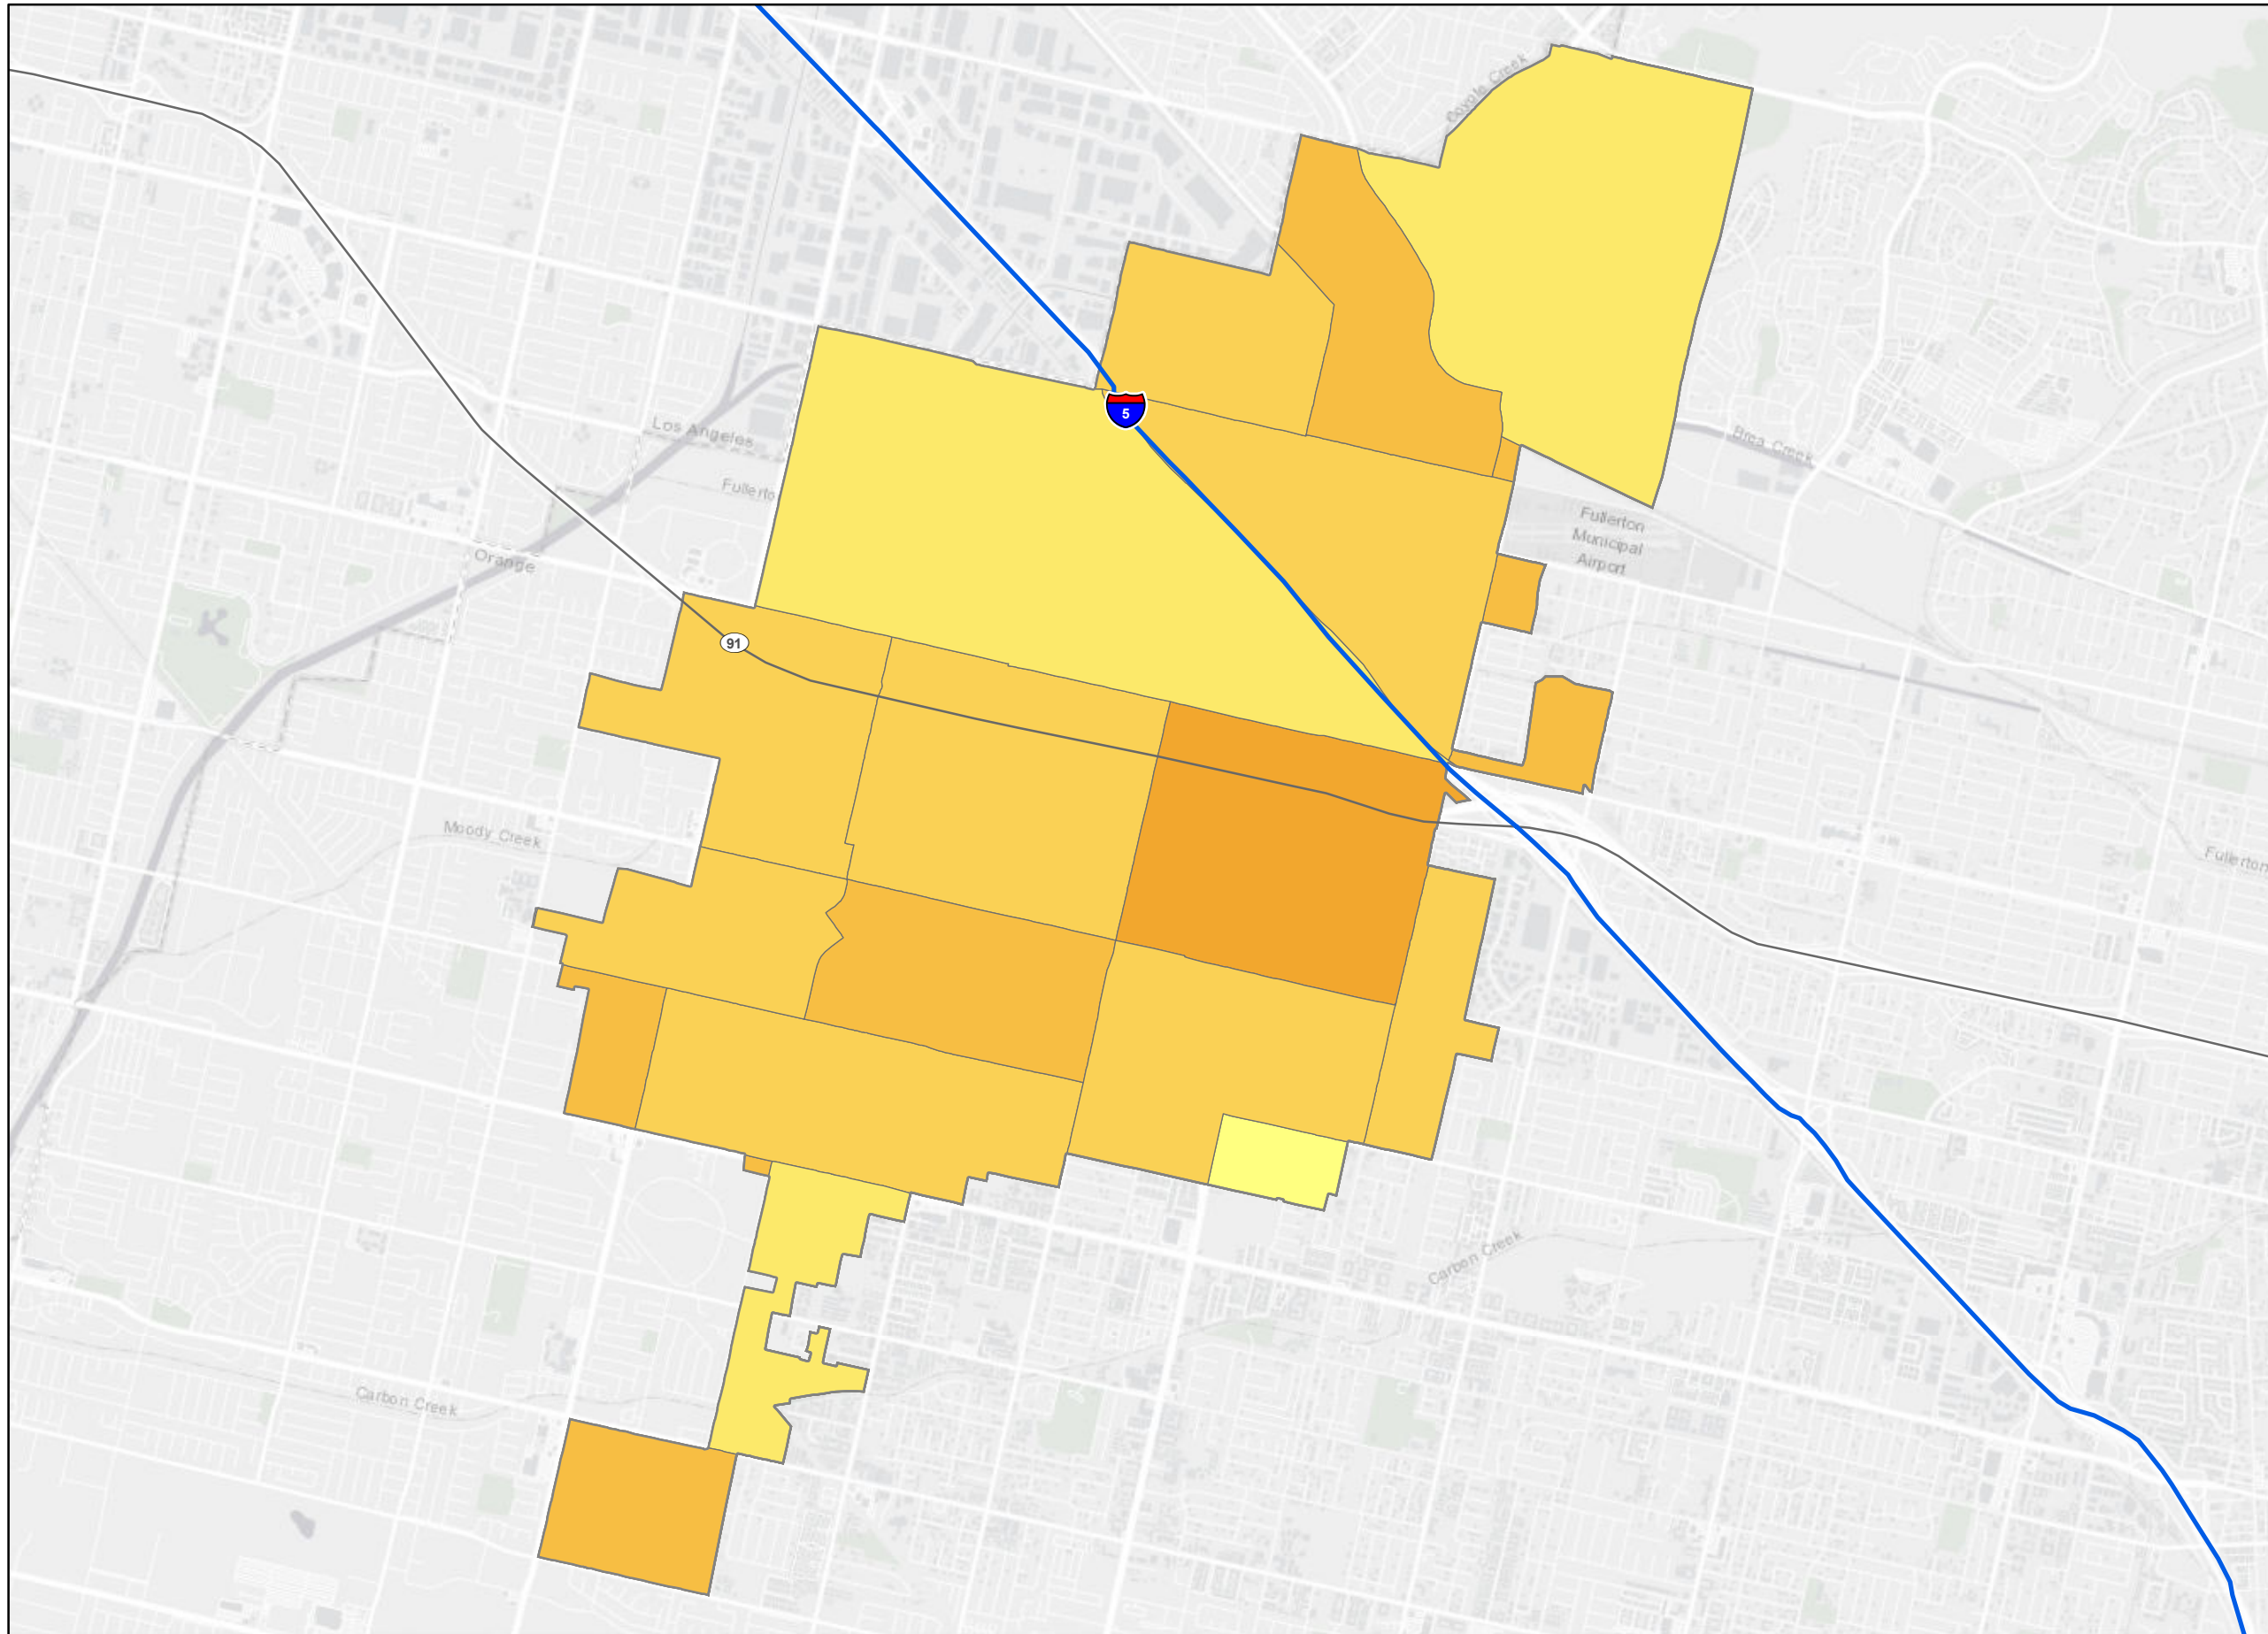 Coyote Creek
5
Los Angeles
Brea Creek
Fullerto
Fullerton
Municipal
Airport
Orange
91
Moody Creek
Fullerton
Carbon Creek
Carbon Creek